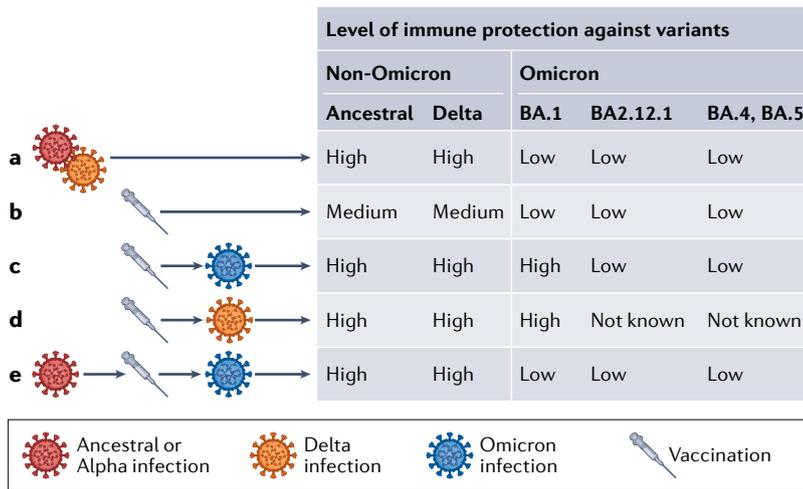 Level of immune protection against variants
Non-Omicron Omicron
Ancestral Delta BA.1 BA2.12.1 BA.4, BA.5
a High High Low Low Low
b Medium Medium Low Low Low
c High High High Low Low
d High High High Not known Not known
e High High Low Low Low
Ancestral or
Alpha infection
Delta
infection
Omicron
infection
Vaccination